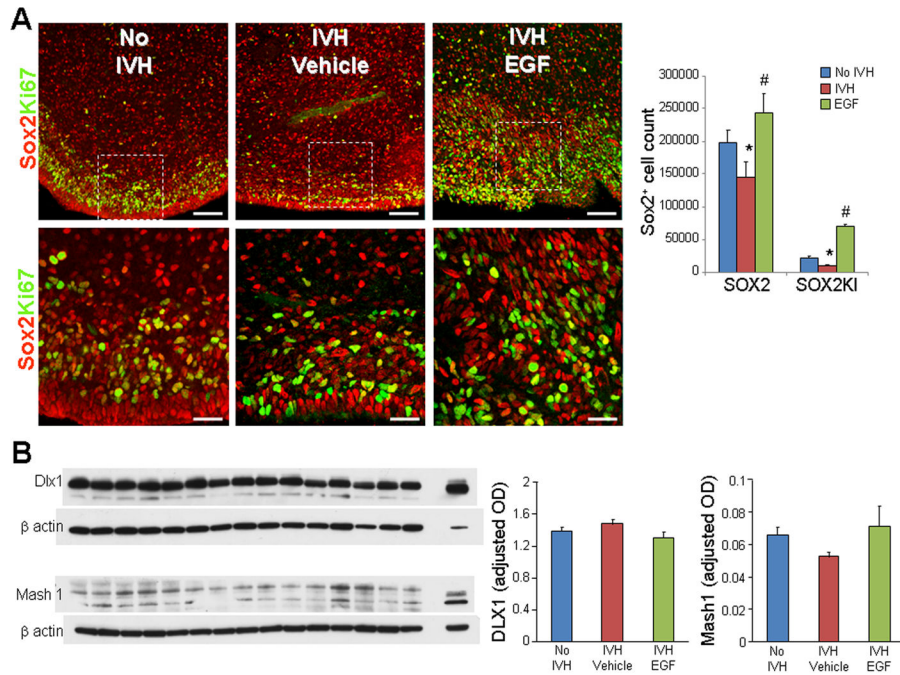 A
No
IVH
IVH
Vehicle
IVH
EGF
Sox2Ki67
Sox2Ki67
No IVH
IVH
EGF
Sox2+ cell count
300000
250000
200000
150000
100000
50000
0
#
*
#
*
SOX2
SOX2KI
B
Dlx1
β actin
Mash 1
β actin
DLX1 (adjusted OD)
2
1.6
1.2
0.8
0.4
0
No
IVH
IVH
Vehicle
IVH
EGF
Mash1 (adjusted OD)
0.1
0.08
0.06
0.04
0.02
0.00
No
IVH
IVH
Vehicle
IVH
EGF